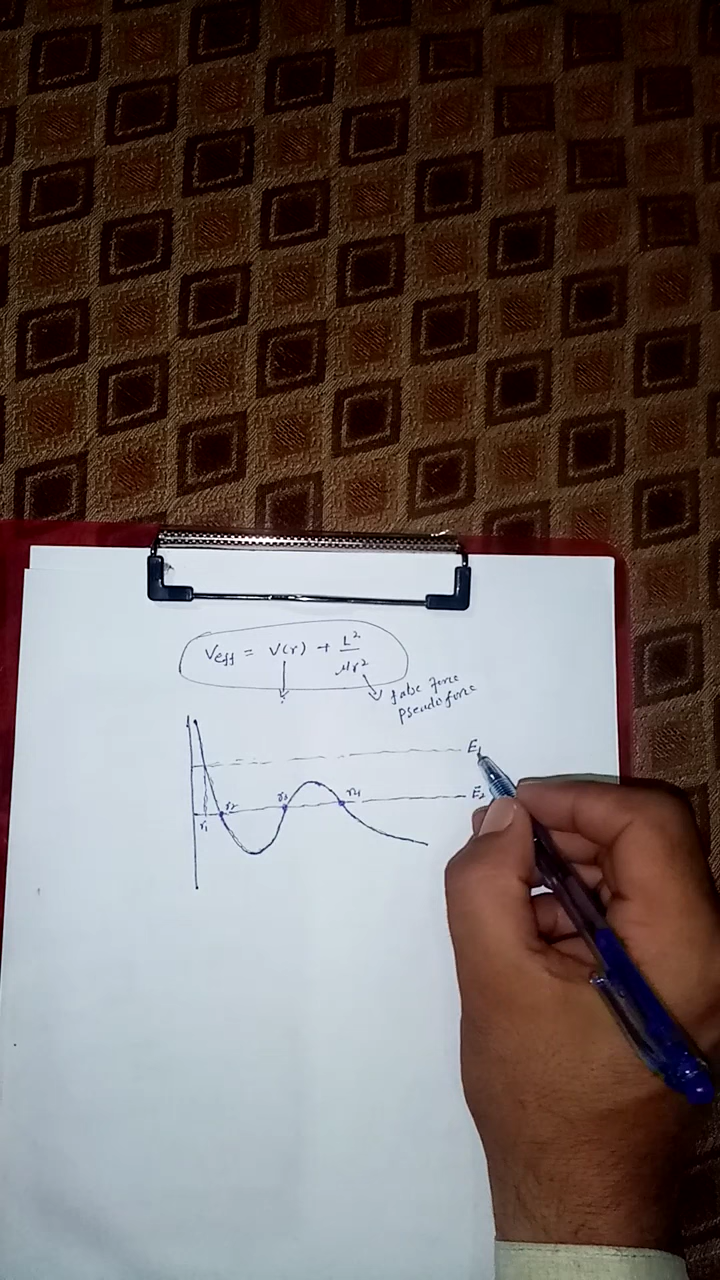 Veff = V(r) + L²/μr²
false force
pseudo force
E₁
r₂ r₃ r₄ E₂
r₁